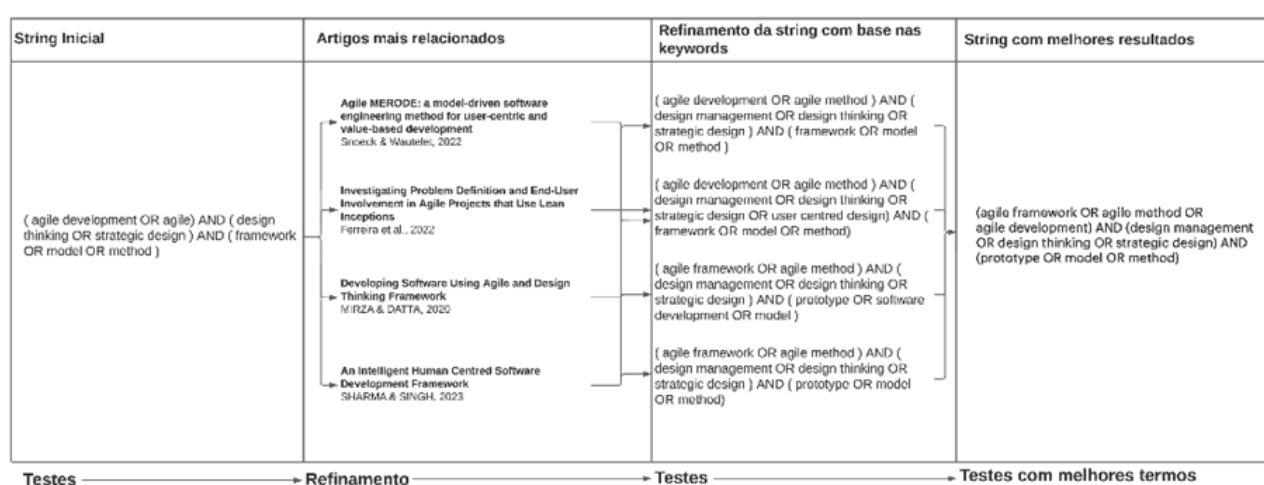 String Inicial
Artigos mais relacionados
Refinamento da string com base nas
keywords
String com melhores resultados
( agile development OR agile) AND ( design
thinking OR strategic design ) AND ( framework
OR model OR method )
Agile MERODE: a model-driven software
engineering method for user-centric and
value-based development
Snoeck & Wautelet, 2022
Investigating Problem Definition and End-User
Involvement in Agile Projects that Use Lean
Inceptions
Ferreira et al., 2022
Developing Software Using Agile and Design
Thinking Framework
MIRZA & DATTA, 2020
An Intelligent Human Centred Software
Development Framework
SHARMA & SINGH, 2023
( agile development OR agile method ) AND (
design management OR design thinking OR
strategic design ) AND ( framework OR model
OR method )
( agile development OR agile method ) AND (
design management OR design thinking OR
strategic design OR user centred design) AND (
framework OR model OR method)
( agile framework OR agile method ) AND (
design management OR design thinking OR
strategic design ) AND ( prototype OR software
development OR model )
( agile framework OR agile method ) AND (
design management OR design thinking OR
strategic design ) AND ( prototype OR model
OR method)
(agile framework OR agile method OR
agile development) AND (design management
OR design thinking OR strategic design) AND
(prototype OR model OR method)
Testes
Refinamento
Testes
Testes com melhores termos